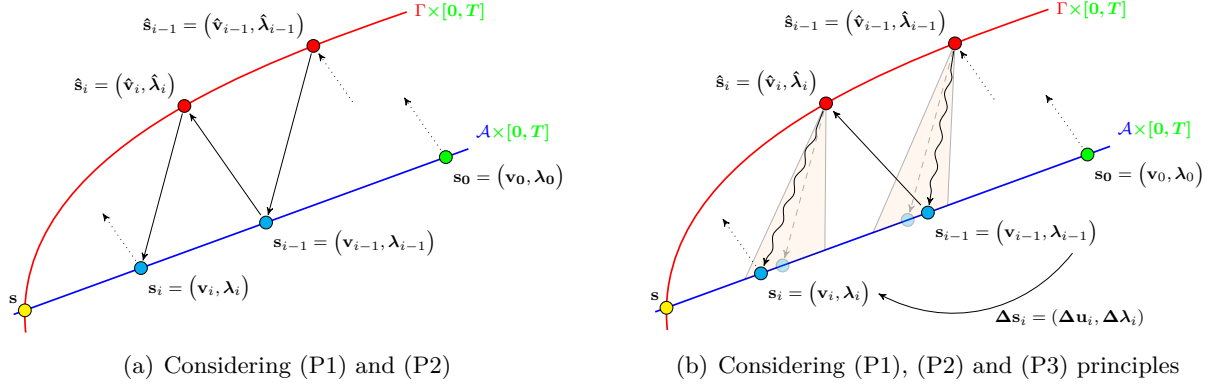 Γ×[0, T]
ŝ_{i−1} = (v̂_{i−1}, λ̂_{i−1})
ŝ_i = (v̂_i, λ̂_i)
𝒜×[0, T]
s_0 = (v_0, λ_0)
s_{i−1} = (v_{i−1}, λ_{i−1})
s_i = (v_i, λ_i)
s
(a) Considering (P1) and (P2)
Γ×[0, T]
ŝ_{i−1} = (v̂_{i−1}, λ̂_{i−1})
ŝ_i = (v̂_i, λ̂_i)
𝒜×[0, T]
s_0 = (v_0, λ_0)
s_{i−1} = (v_{i−1}, λ_{i−1})
s_i = (v_i, λ_i)
s
Δs_i = (Δu_i, Δλ_i)
(b) Considering (P1), (P2) and (P3) principles